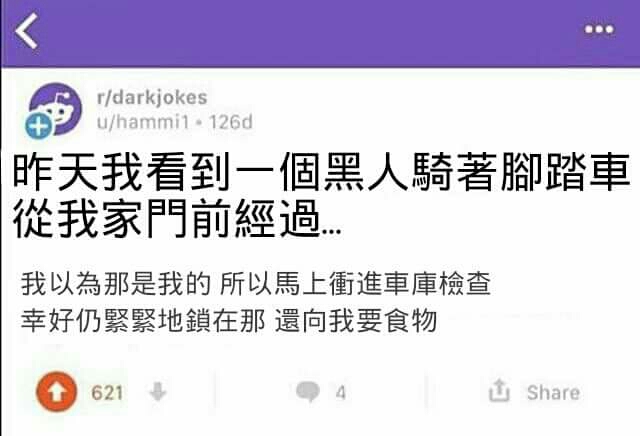 r/darkjokes
u/hammi1 • 126d
昨天我看到一個黑人騎著腳踏車
從我家門前經過...
我以為那是我的 所以馬上衝進車庫檢查
幸好仍緊緊地鎖在那 還向我要食物
621
4
Share